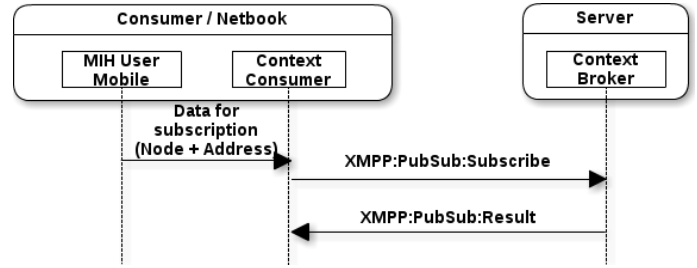 Consumer / Netbook
Server
MIH User
Mobile
Context
Consumer
Context
Broker
Data for
subscription
(Node + Address)
XMPP:PubSub:Subscribe
XMPP:PubSub:Result